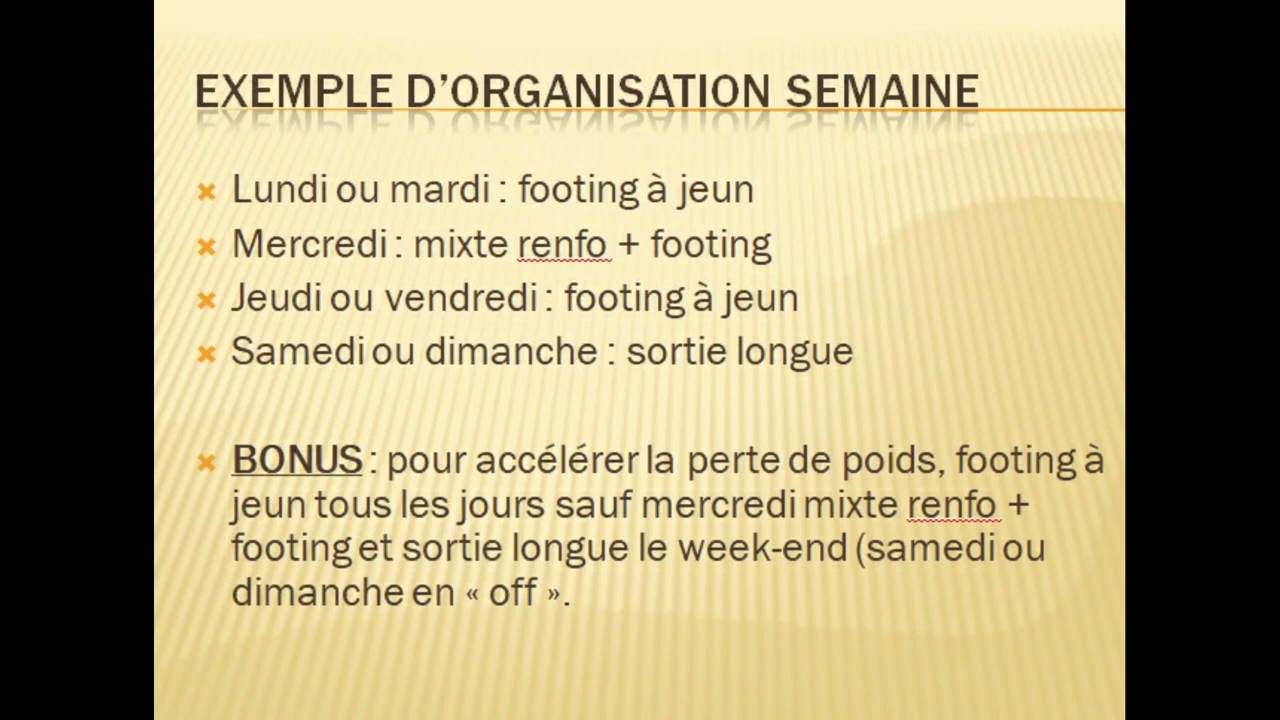 EXEMPLE D’ORGANISATION SEMAINE
Lundi ou mardi : footing à jeun
Mercredi : mixte renfo + footing
Jeudi ou vendredi : footing à jeun
Samedi ou dimanche : sortie longue
BONUS : pour accélérer la perte de poids, footing à
jeun tous les jours sauf mercredi mixte renfo +
footing et sortie longue le week-end (samedi ou
dimanche en « off ».